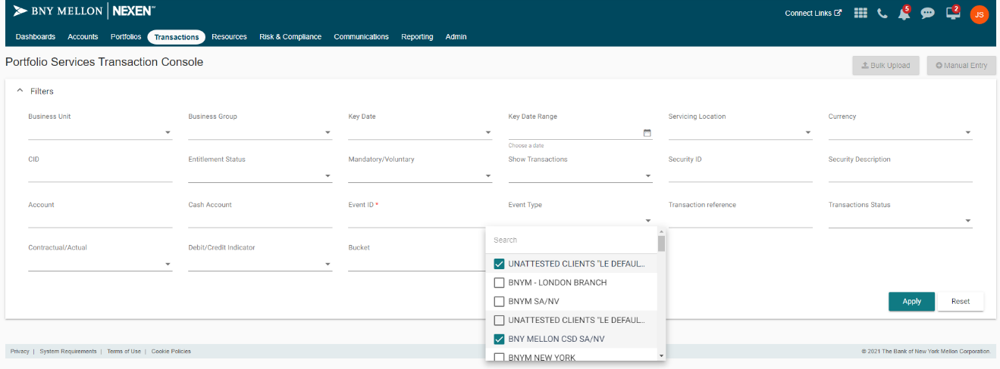 BNY MELLON | NEXEN™
Connect Links 5 2 JS
Dashboards Accounts Portfolios Transactions Resources Risk & Compliance Communications Reporting Admin
Portfolio Services Transaction Console
Bulk Upload Manual Entry
Filters
Business Unit Business Group Key Date Key Date Range Servicing Location Currency
Choose a date
CID Entitlement Status Mandatory/Voluntary Show Transactions Security ID Security Description
Account Cash Account Event ID * Event Type Transaction reference Transactions Status
Contractual/Actual Debit/Credit Indicator Bucket
Search
UNATTESTED CLIENTS "LE DEFAUL...
BNYM - LONDON BRANCH
BNYM SA/NV
UNATTESTED CLIENTS "LE DEFAUL...
BNY MELLON CSD SA/NV
BNYM NEW YORK
Apply Reset
Privacy | System Requirements | Terms of Use | Cookie Policies
© 2021 The Bank of New York Mellon Corporation.